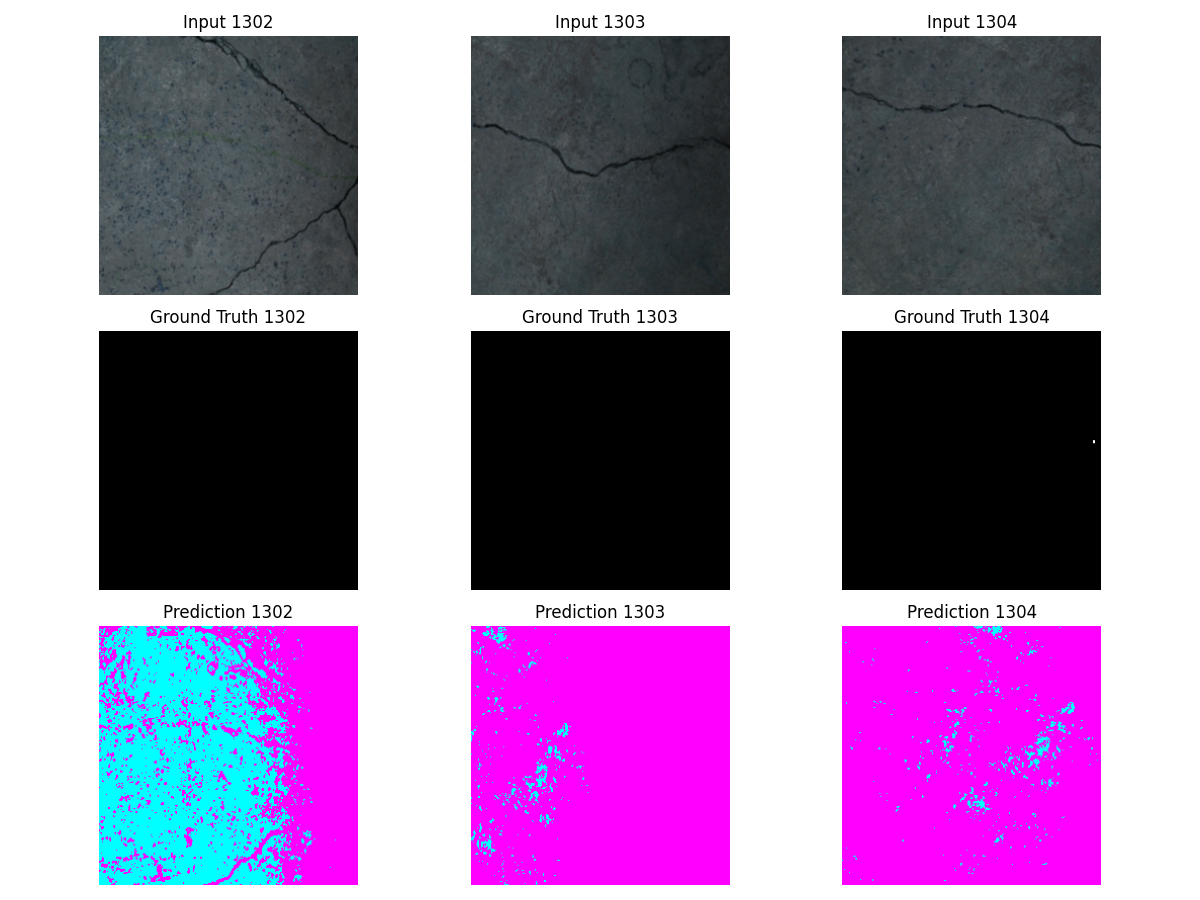 Input 1302
Input 1303
Input 1304
Ground Truth 1302
Ground Truth 1303
Ground Truth 1304
Prediction 1302
Prediction 1303
Prediction 1304